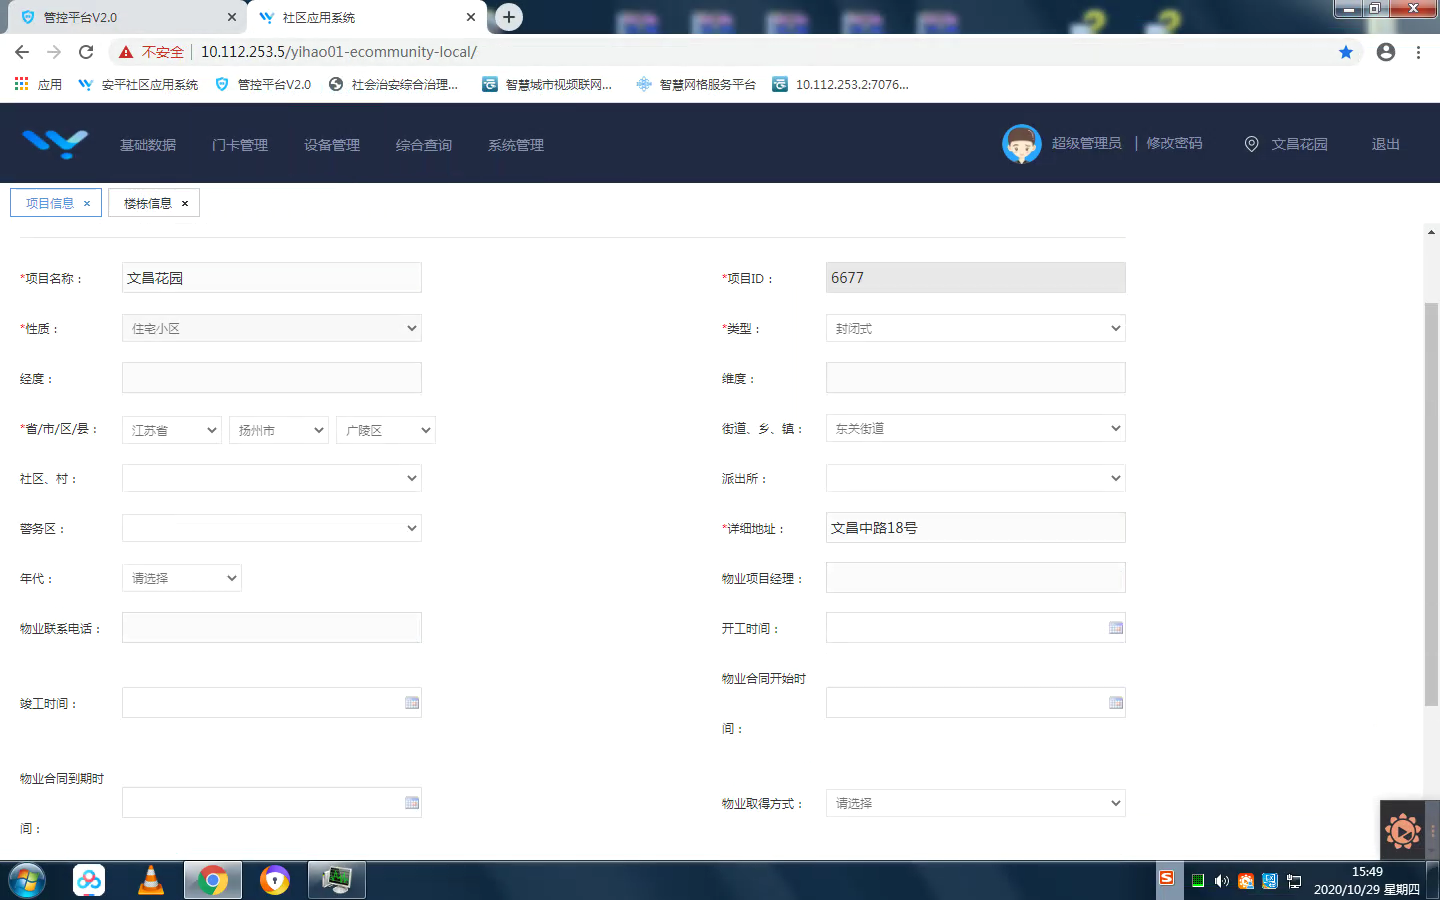 管控平台V2.0
社区应用系统
不安全 10.112.253.5/yihao01-ecommunity-local/
应用 安平社区应用系统 管控平台V2.0 社会治安综合治理... 智慧城市视频联网... 智慧网格服务平台 10.112.253.2:7076...
基础数据 门卡管理 设备管理 综合查询 系统管理 超级管理员 | 修改密码 文昌花园 退出
项目信息 × 楼栋信息 ×
*项目名称： 文昌花园 *项目ID： 6677
*性质： 住宅小区 *类型： 封闭式
经度： 维度：
*省/市/区/县： 江苏省 扬州市 广陵区 街道、乡、镇： 东关街道
社区、村： 派出所：
警务区： *详细地址： 文昌中路18号
年代： 请选择 物业项目经理：
物业联系电话： 开工时间：
竣工时间： 物业合同开始时
间：
物业合同到期时
间： 物业取得方式： 请选择
15:49
2020/10/29 星期四